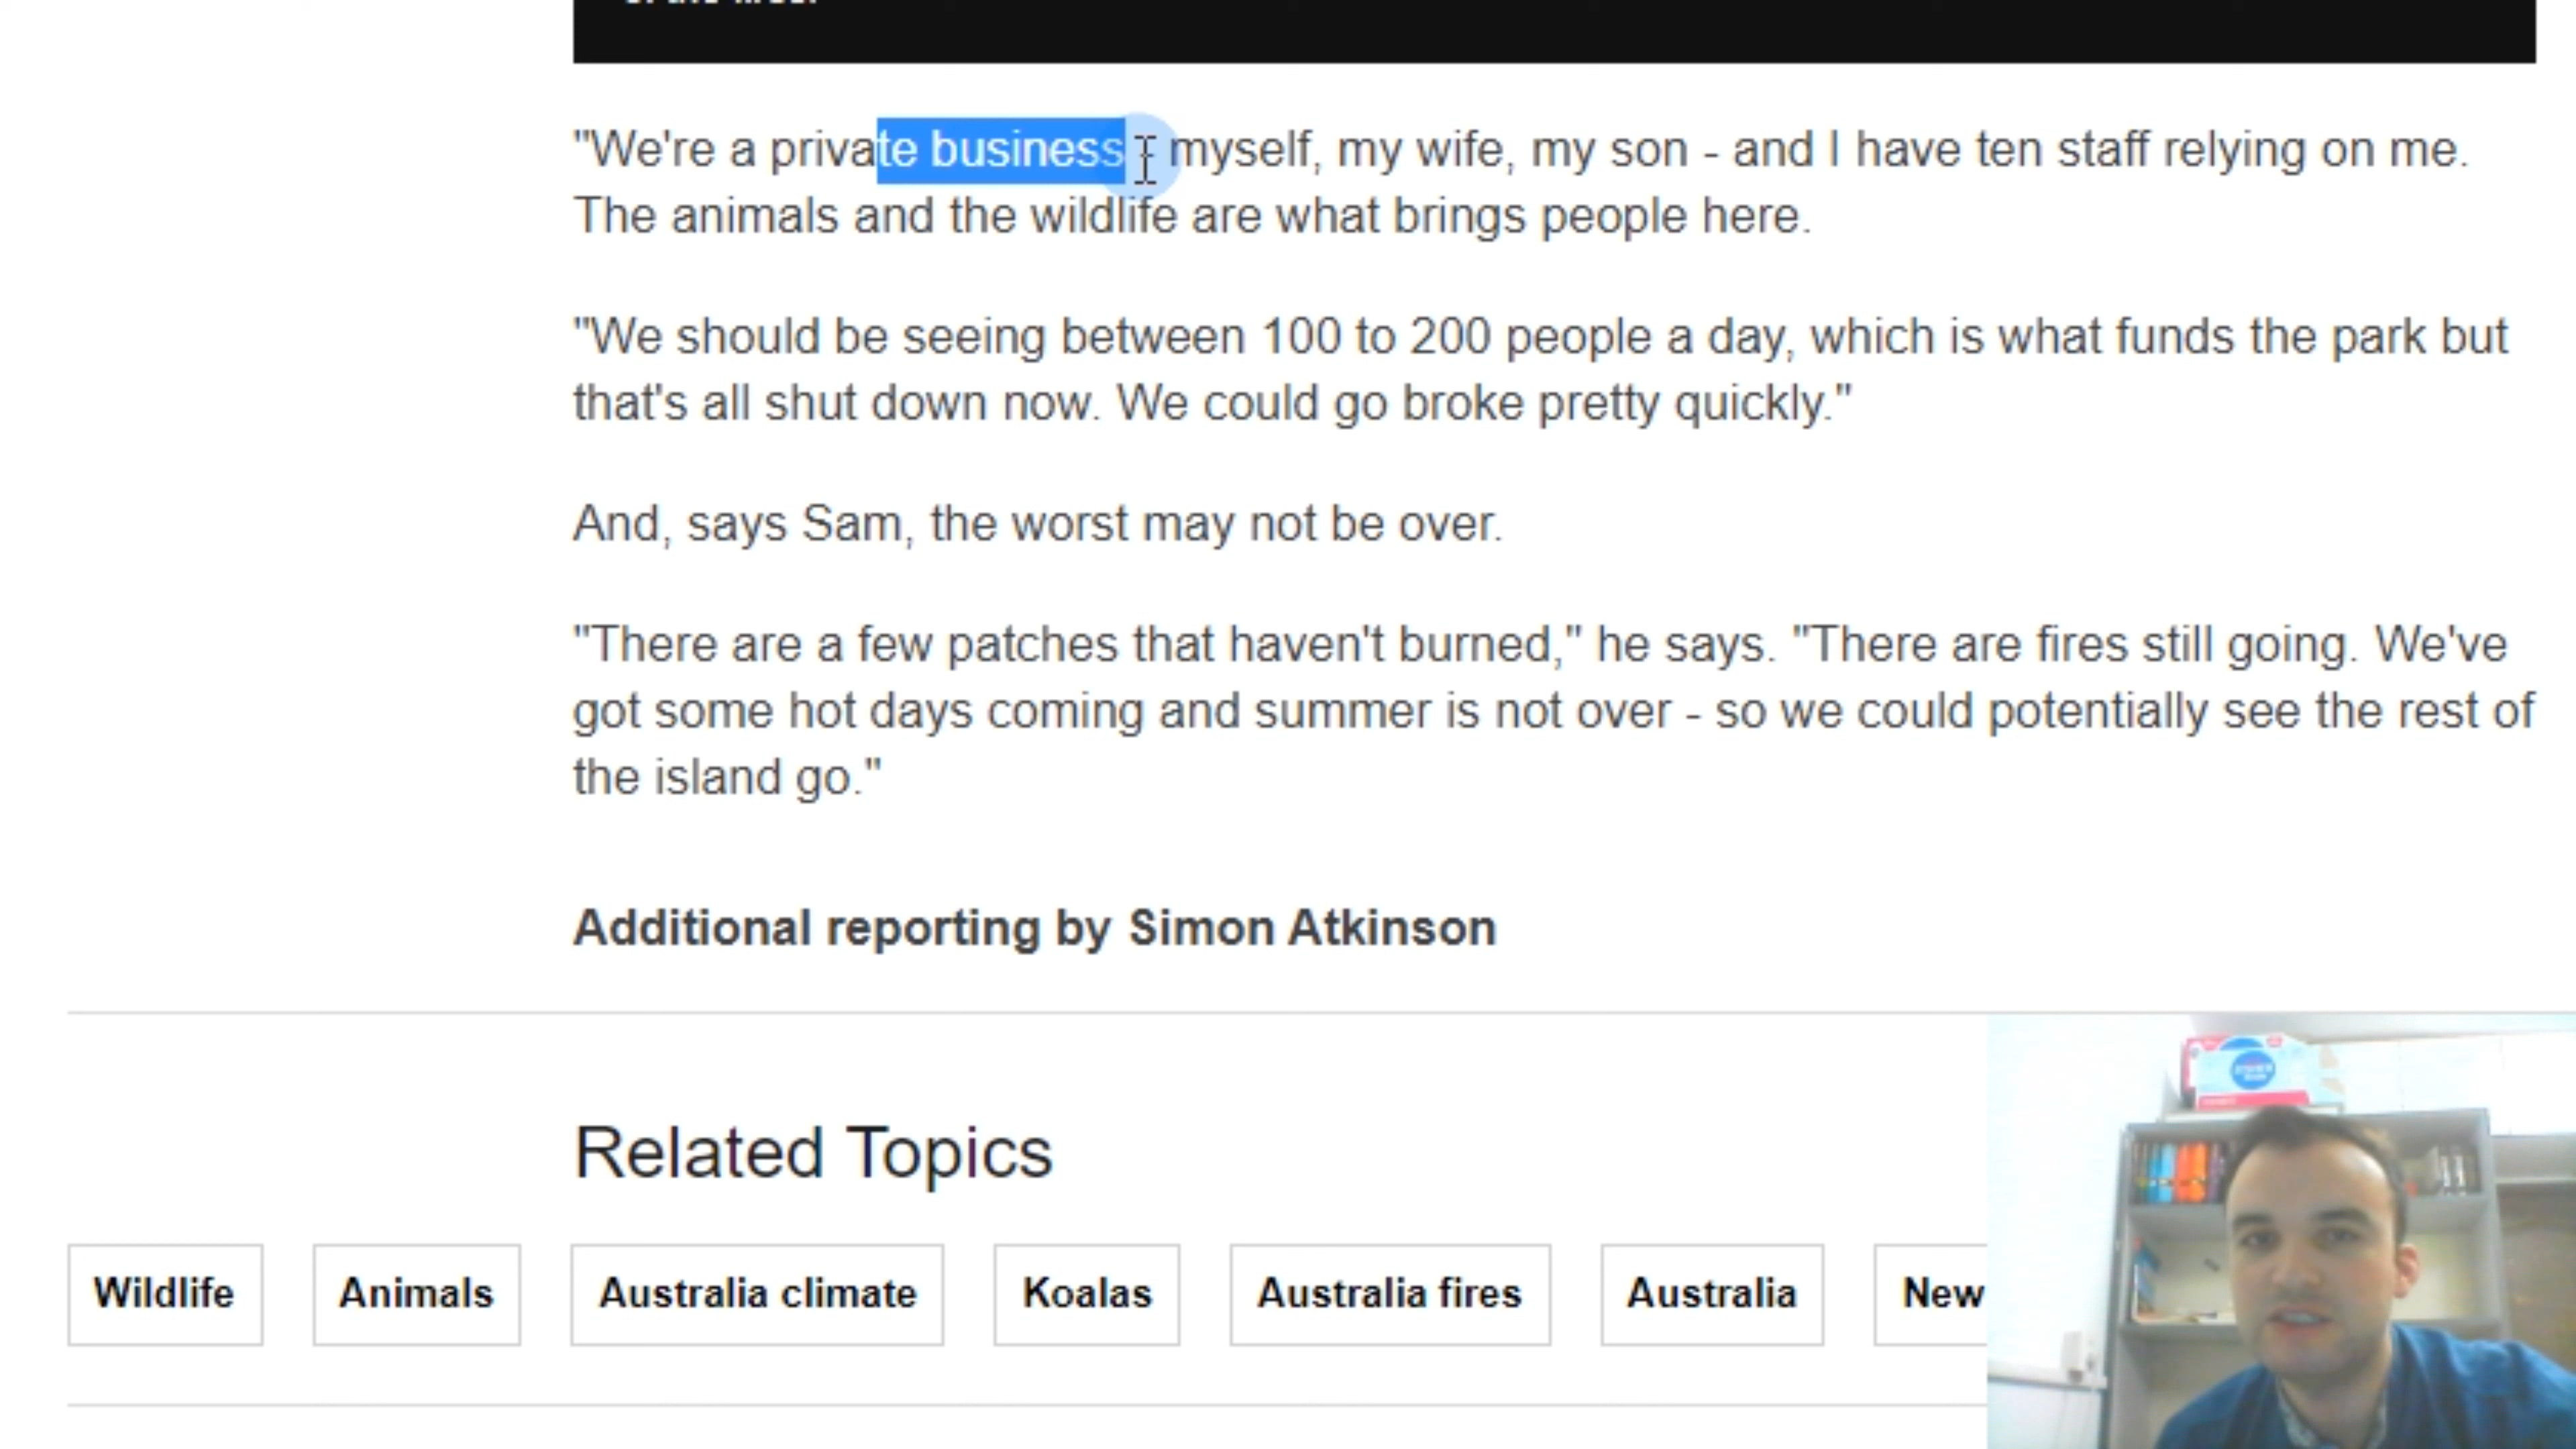 "We're a private business - myself, my wife, my son - and I have ten staff relying on me.
The animals and the wildlife are what brings people here.
"We should be seeing between 100 to 200 people a day, which is what funds the park but
that's all shut down now. We could go broke pretty quickly."
And, says Sam, the worst may not be over.
"There are a few patches that haven't burned," he says. "There are fires still going. We've
got some hot days coming and summer is not over - so we could potentially see the rest of
the island go."
Additional reporting by Simon Atkinson
Related Topics
Wildlife Animals Australia climate Koalas Australia fires Australia New